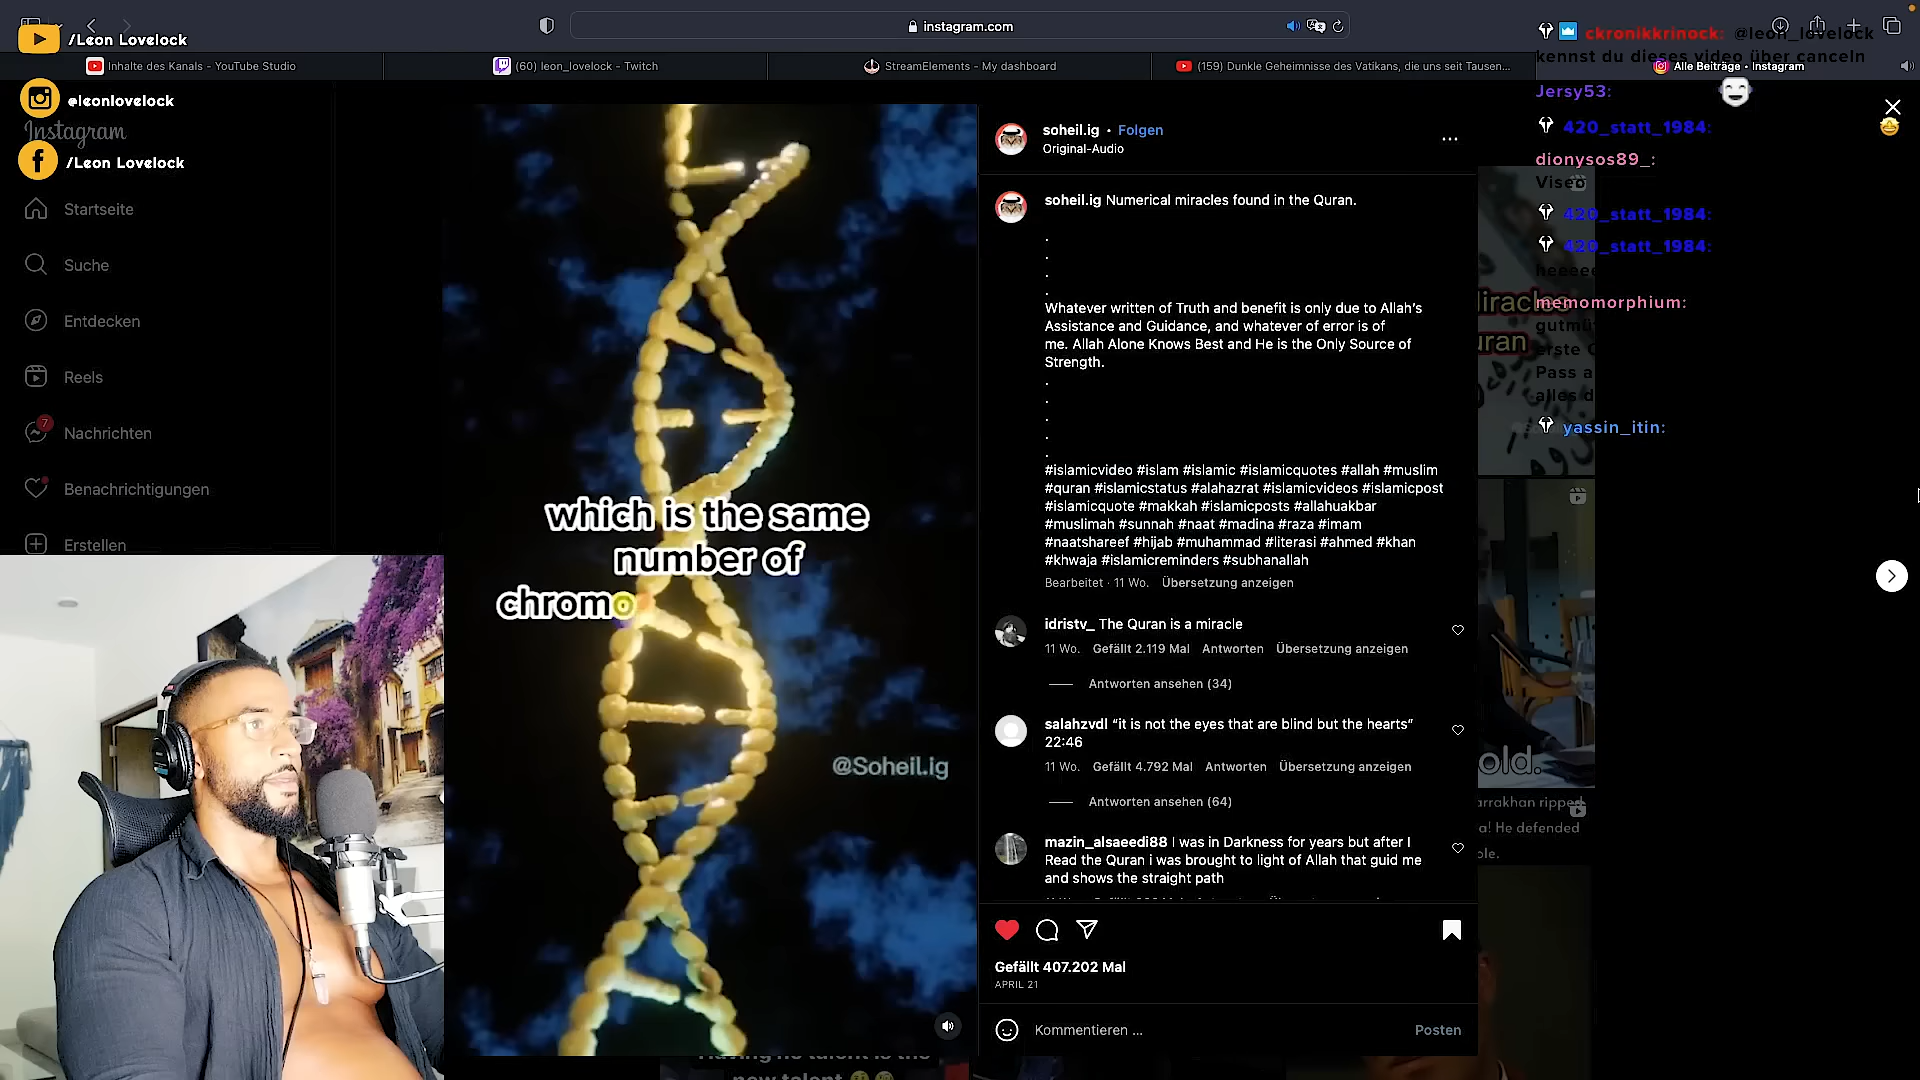 /Leon Lovelock
@leonlovelock
Instagram
/Leon Lovelock
Startseite
Suche
Entdecken
Reels
7
Nachrichten
Benachrichtigungen
Erstellen
instagram.com
Inhalte des Kanals - YouTube Studio
(60) leon_lovelock - Twitch
StreamElements - My dashboard
(159) Dunkle Geheimnisse des Vatikans, die uns seit Tausen...
Alle Beiträge • Instagram
which is the same
number of
chromo
@Soheil.ig
soheil.ig • Folgen
Original-Audio
soheil.ig Numerical miracles found in the Quran.
.
.
.
.
Whatever written of Truth and benefit is only due to Allah's
Assistance and Guidance, and whatever of error is of
me. Allah Alone Knows Best and He is the Only Source of
Strength.
.
.
.
.
.
#islamicvideo #islam #islamic #islamicquotes #allah #muslim
#quran #islamicstatus #alahazrat #islamicvideos #islamicpost
#islamicquote #makkah #islamicposts #allahuakbar
#muslimah #sunnah #naat #madina #raza #imam
#naatshareef #hijab #muhammad #literasi #ahmed #khan
#khwaja #islamicreminders #subhanallah
Bearbeitet · 11 Wo. Übersetzung anzeigen
idristv_ The Quran is a miracle
11 Wo. Gefällt 2.119 Mal Antworten Übersetzung anzeigen
Antworten ansehen (34)
salahzvdl “it is not the eyes that are blind but the hearts”
22:46
11 Wo. Gefällt 4.792 Mal Antworten Übersetzung anzeigen
Antworten ansehen (64)
mazin_alsaeedi88 I was in Darkness for years but after I
Read the Quran i was brought to light of Allah that guid me
and shows the straight path
Gefällt 407.202 Mal
APRIL 21
Kommentieren ...
Posten
ckronikkrinock: @leon_lovelock
kennst du dieses video über canceln
Jersy53:
420_statt_1984:
dionysos89_:
Viseo
420_statt_1984:
420_statt_1984:
memomorphium:
erste
Pass a
alles d
yassin_itin:
old.
arrakhan ripped
a! He defended
ple.
Having no talent is the
new talent